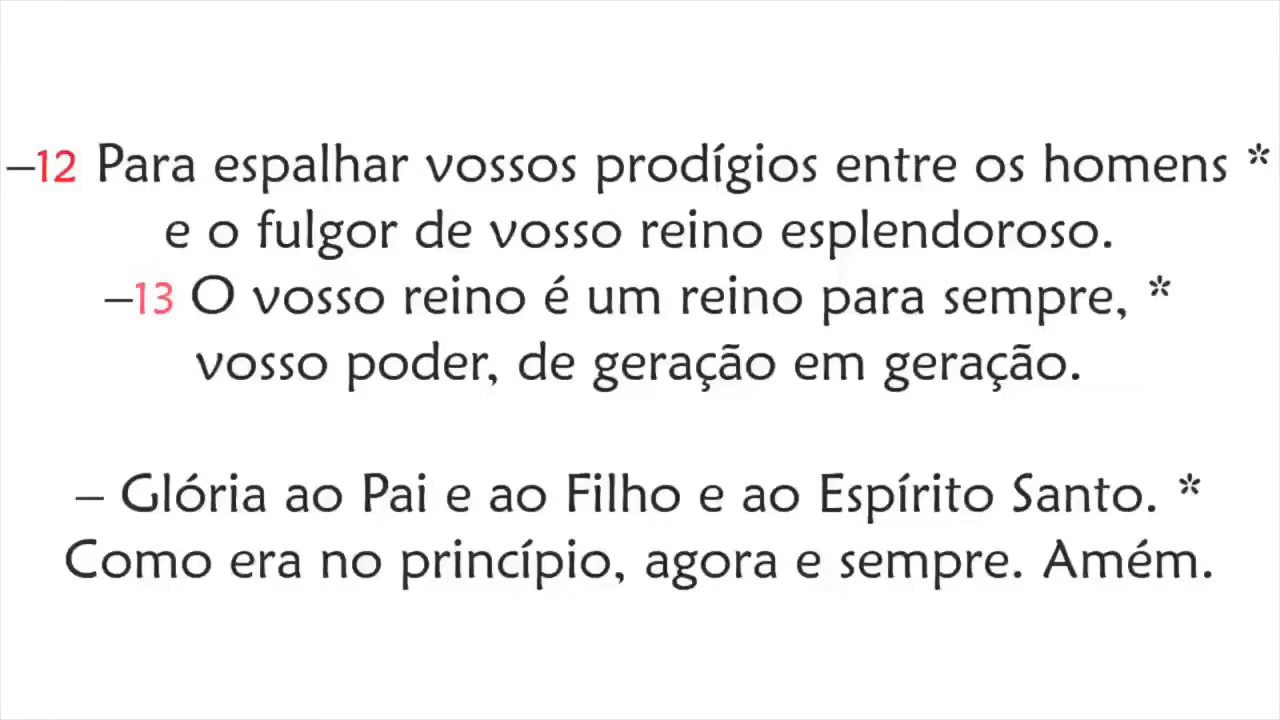 –12 Para espalhar vossos prodígios entre os homens *
e o fulgor de vosso reino esplendoroso.
–13 O vosso reino é um reino para sempre, *
vosso poder, de geração em geração.
– Glória ao Pai e ao Filho e ao Espírito Santo. *
Como era no princípio, agora e sempre. Amém.